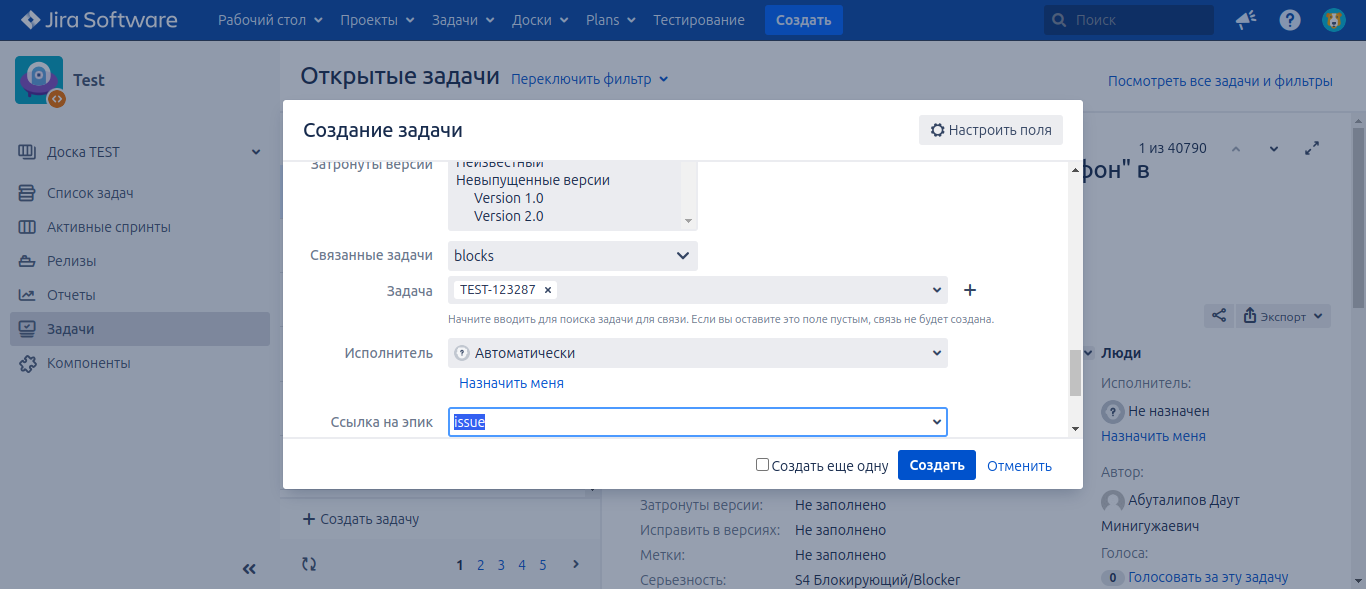 Jira Software
Рабочий стол Проекты Задачи Доски Plans Тестирование Создать Поиск
Test
Открытые задачи Переключить фильтр
Посмотреть все задачи и фильтры
Создание задачи
Настроить поля
1 из 40790
фон" в
Доска TEST
Список задач
Активные спринты
Релизы
Отчеты
Задачи
Компоненты
Затронуты версии
Неизвестный
Невыпущенные версии
Version 1.0
Version 2.0
Связанные задачи blocks
Задача TEST-123287 ×
Начните вводить для поиска задачи для связи. Если вы оставите это поле пустым, связь не будет создана.
Исполнитель Автоматически
Назначить меня
Ссылка на эпик issue
Создать еще одну Создать Отменить
Экспорт
Люди
Исполнитель:
Не назначен
Назначить меня
Автор:
Абуталипов Даут
Минигужаевич
Голоса:
0 Голосовать за эту задачу
Создать задачу
1 2 3 4 5
Затронуты версии: Не заполнено
Исправить в версиях: Не заполнено
Метки: Не заполнено
Серьезность: S4 Блокирующий/Blocker